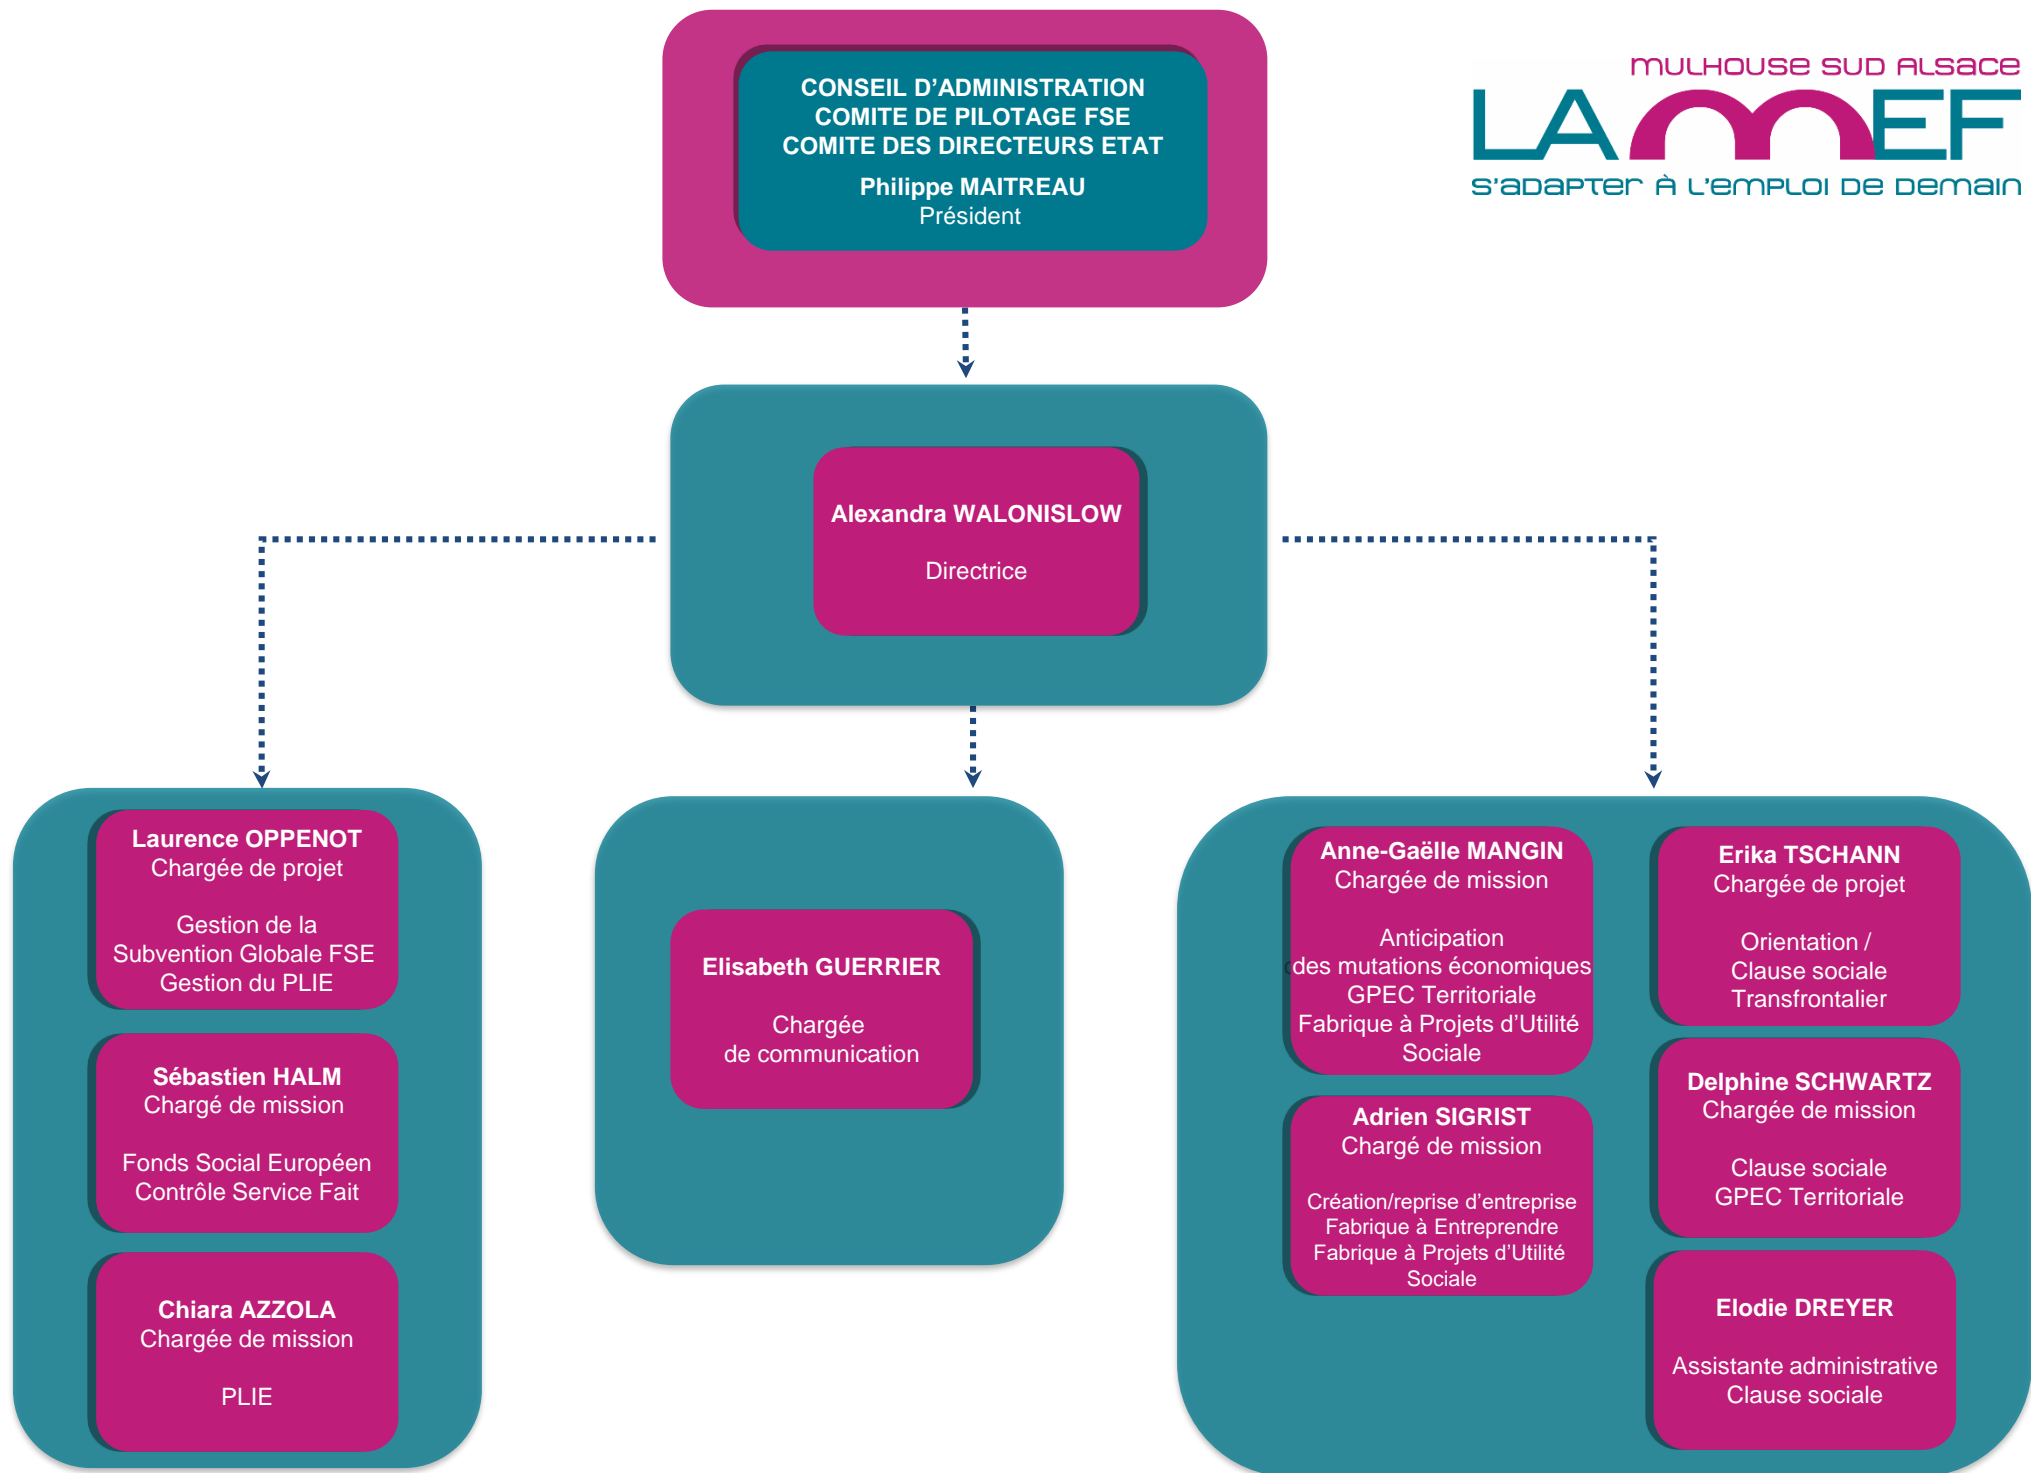 CONSEIL D'ADMINISTRATION
COMITE DE PILOTAGE FSE
COMITE DES DIRECTEURS ETAT
Philippe MAITREAU
Président
MULHOUSE SUD ALSACE
LA MEF
S'ADAPTER À L'EMPLOI DE DEMAIN
Alexandra WALONISLOW
Directrice
Laurence OPPENOT
Chargée de projet
Gestion de la
Subvention Globale FSE
Gestion du PLIE
Sébastien HALM
Chargé de mission
Fonds Social Européen
Contrôle Service Fait
Chiara AZZOLA
Chargée de mission
PLIE
Elisabeth GUERRIER
Chargée
de communication
Anne-Gaëlle MANGIN
Chargée de mission
Anticipation
des mutations économiques
GPEC Territoriale
Fabrique à Projets d'Utilité
Sociale
Adrien SIGRIST
Chargé de mission
Création/reprise d'entreprise
Fabrique à Entreprendre
Fabrique à Projets d'Utilité
Sociale
Erika TSCHANN
Chargée de projet
Orientation /
Clause sociale
Transfrontalier
Delphine SCHWARTZ
Chargée de mission
Clause sociale
GPEC Territoriale
Elodie DREYER
Assistante administrative
Clause sociale